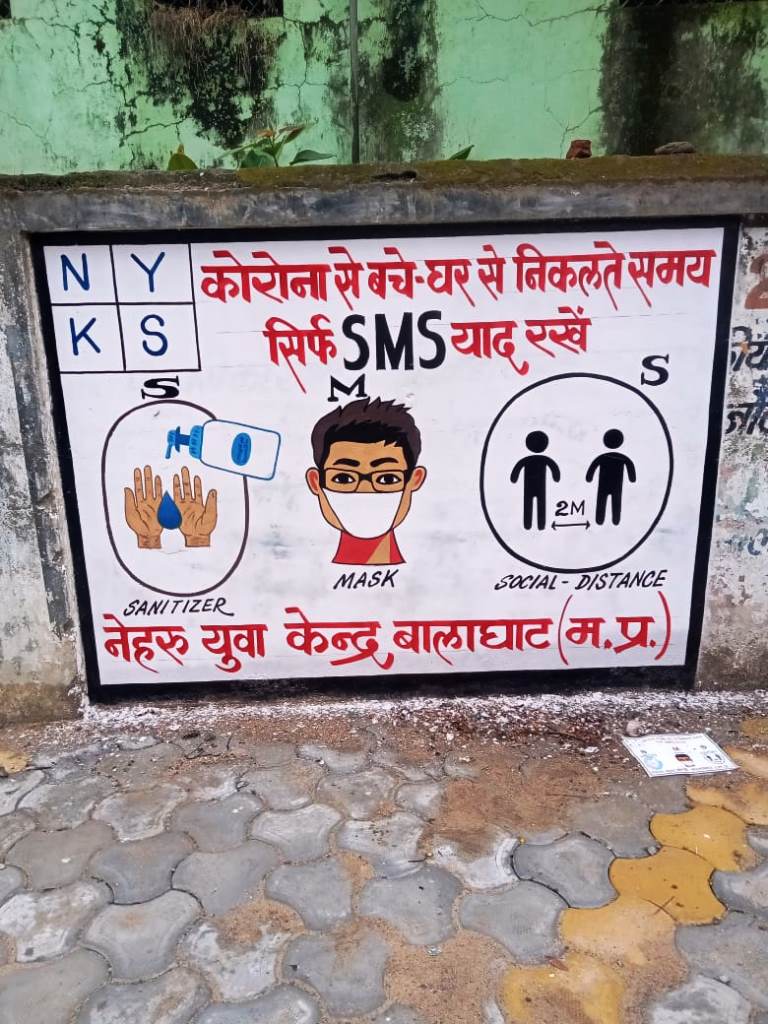 N Y
K S
कोरोना से बचे-घर से निकलते समय
सिर्फ SMS याद रखें
S M S
2M
SANITIZER MASK SOCIAL-DISTANCE
नेहरु युवा केन्द्र बालाघाट (म.प्र.)